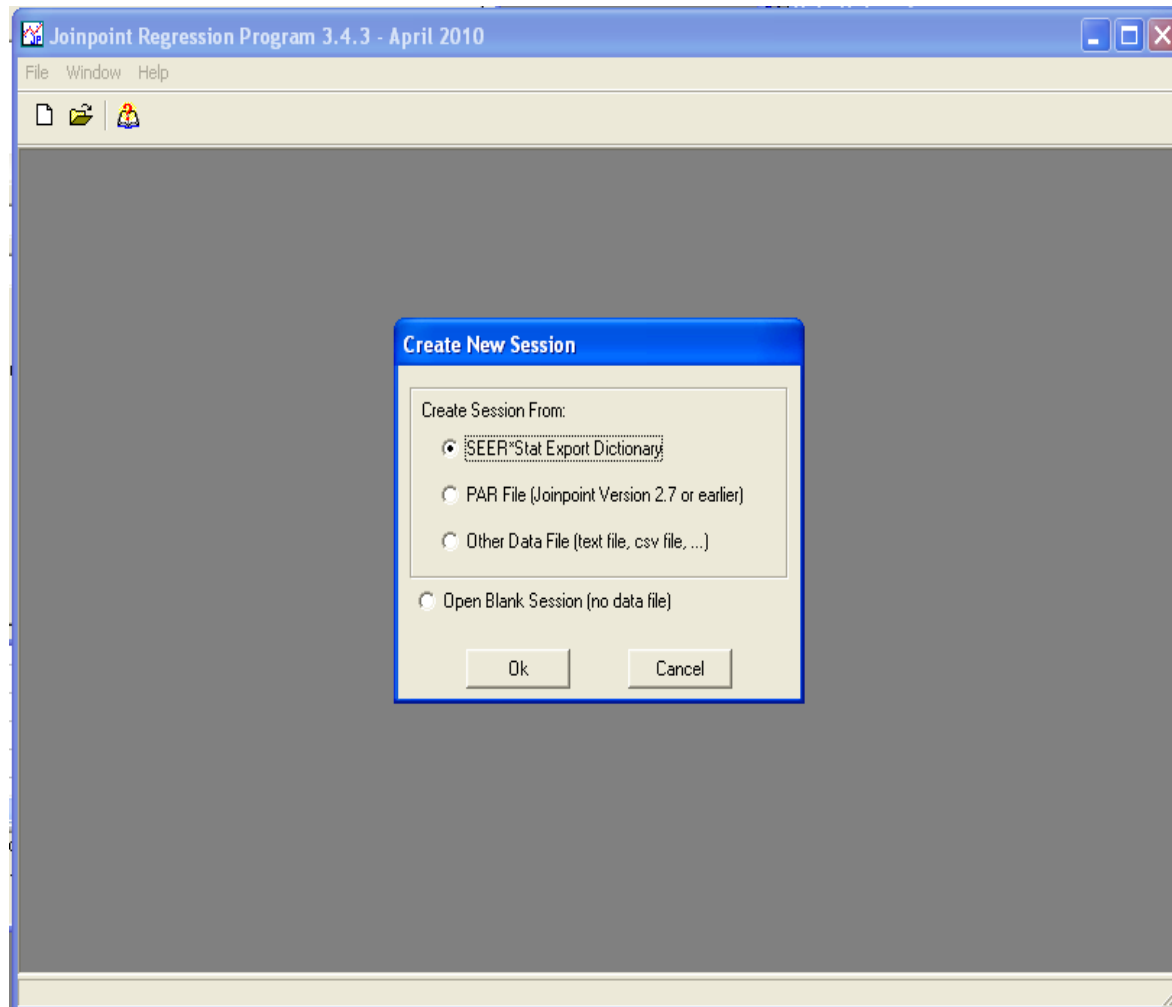 Joinpoint Regression Program 3.4.3 - April 2010
File Window Help
Create New Session
Create Session From:
SEER*Stat Export Dictionary
PAR File (Joinpoint Version 2.7 or earlier)
Other Data File (text file, csv file, ...)
Open Blank Session (no data file)
Ok Cancel